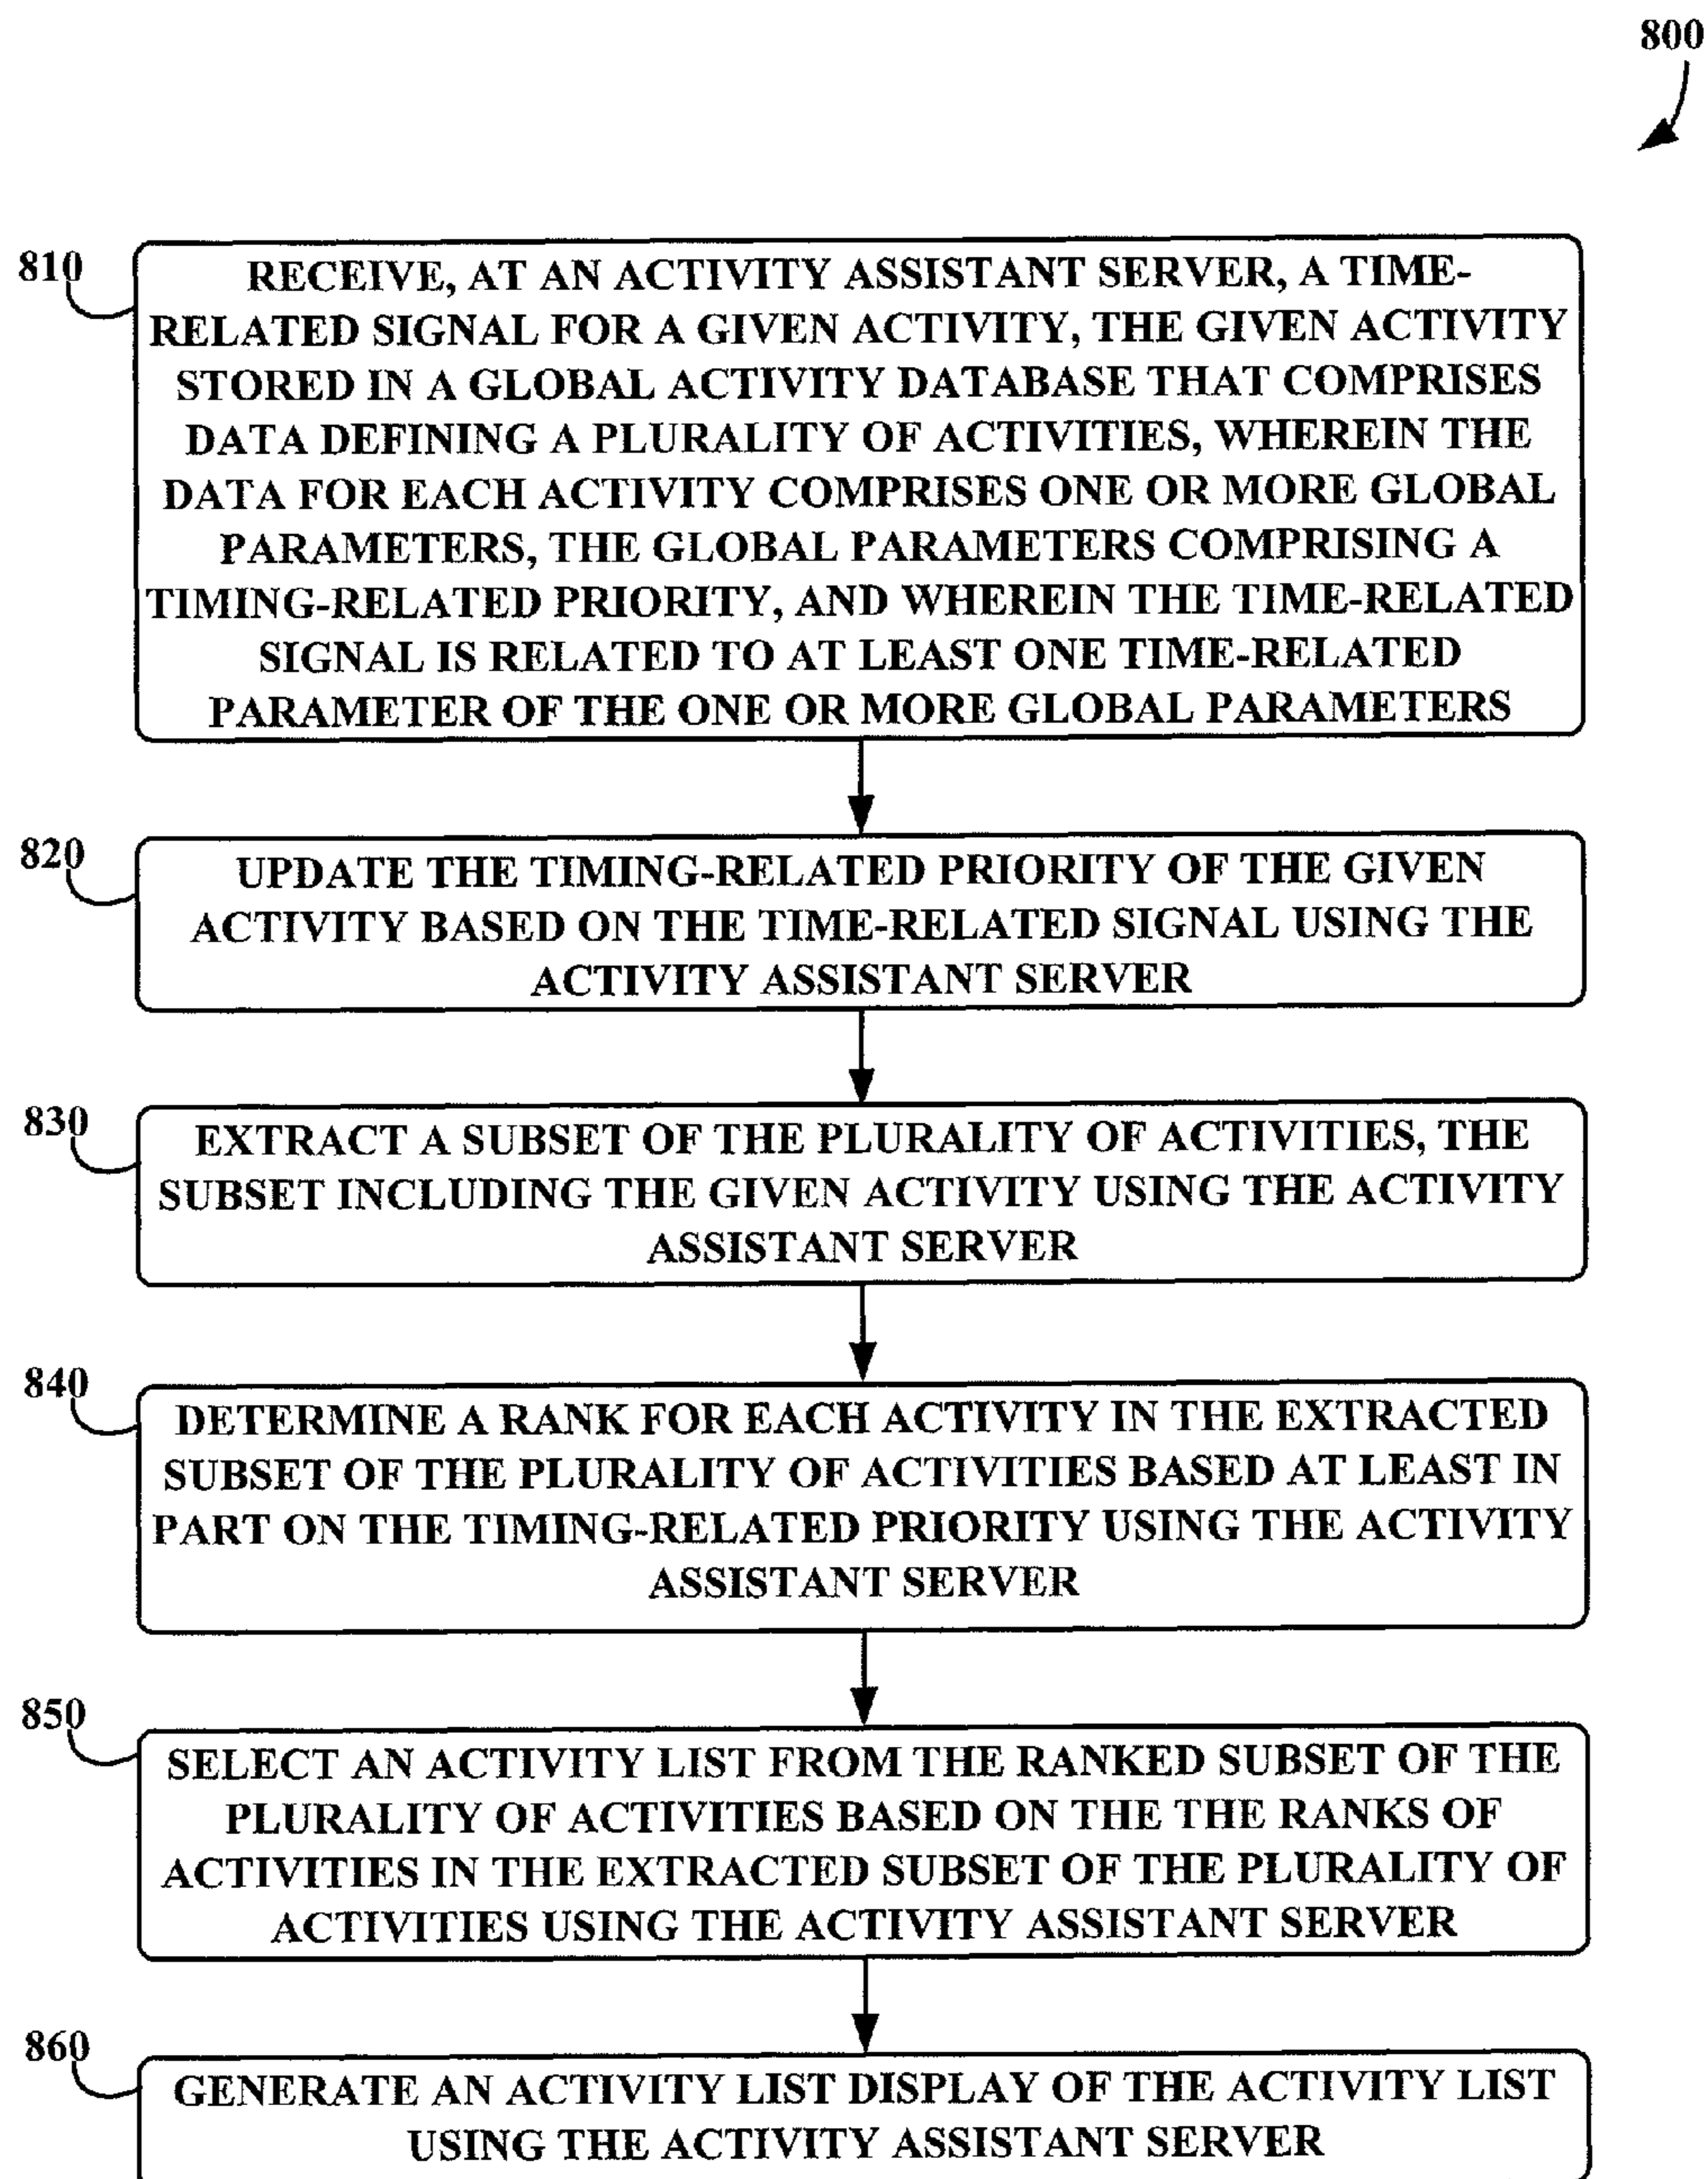 800
810
RECEIVE, AT AN ACTIVITY ASSISTANT SERVER, A TIME-
RELATED SIGNAL FOR A GIVEN ACTIVITY, THE GIVEN ACTIVITY
STORED IN A GLOBAL ACTIVITY DATABASE THAT COMPRISES
DATA DEFINING A PLURALITY OF ACTIVITIES, WHEREIN THE
DATA FOR EACH ACTIVITY COMPRISES ONE OR MORE GLOBAL
PARAMETERS, THE GLOBAL PARAMETERS COMPRISING A
TIMING-RELATED PRIORITY, AND WHEREIN THE TIME-RELATED
SIGNAL IS RELATED TO AT LEAST ONE TIME-RELATED
PARAMETER OF THE ONE OR MORE GLOBAL PARAMETERS
820
UPDATE THE TIMING-RELATED PRIORITY OF THE GIVEN
ACTIVITY BASED ON THE TIME-RELATED SIGNAL USING THE
ACTIVITY ASSISTANT SERVER
830
EXTRACT A SUBSET OF THE PLURALITY OF ACTIVITIES, THE
SUBSET INCLUDING THE GIVEN ACTIVITY USING THE ACTIVITY
ASSISTANT SERVER
840
DETERMINE A RANK FOR EACH ACTIVITY IN THE EXTRACTED
SUBSET OF THE PLURALITY OF ACTIVITIES BASED AT LEAST IN
PART ON THE TIMING-RELATED PRIORITY USING THE ACTIVITY
ASSISTANT SERVER
850
SELECT AN ACTIVITY LIST FROM THE RANKED SUBSET OF THE
PLURALITY OF ACTIVITIES BASED ON THE THE RANKS OF
ACTIVITIES IN THE EXTRACTED SUBSET OF THE PLURALITY OF
ACTIVITIES USING THE ACTIVITY ASSISTANT SERVER
860
GENERATE AN ACTIVITY LIST DISPLAY OF THE ACTIVITY LIST
USING THE ACTIVITY ASSISTANT SERVER